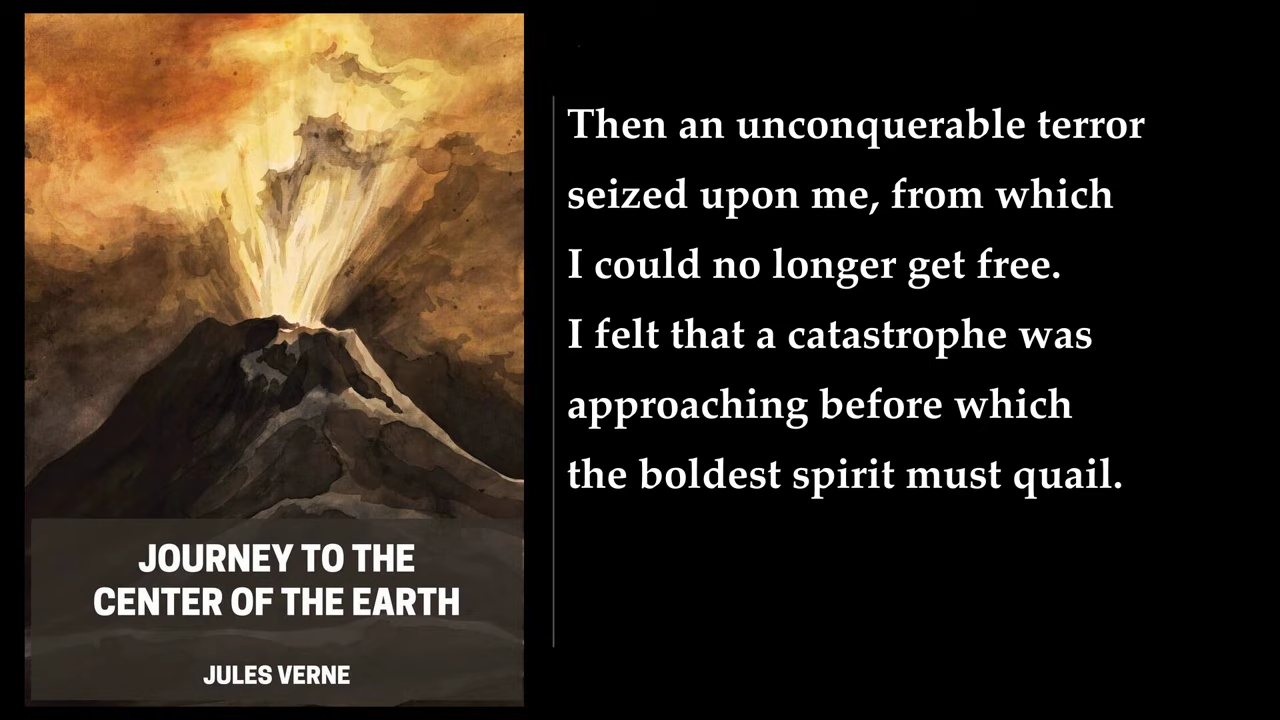 Then an unconquerable terror
seized upon me, from which
I could no longer get free.
I felt that a catastrophe was
approaching before which
the boldest spirit must quail.
JOURNEY TO THE
CENTER OF THE EARTH
JULES VERNE